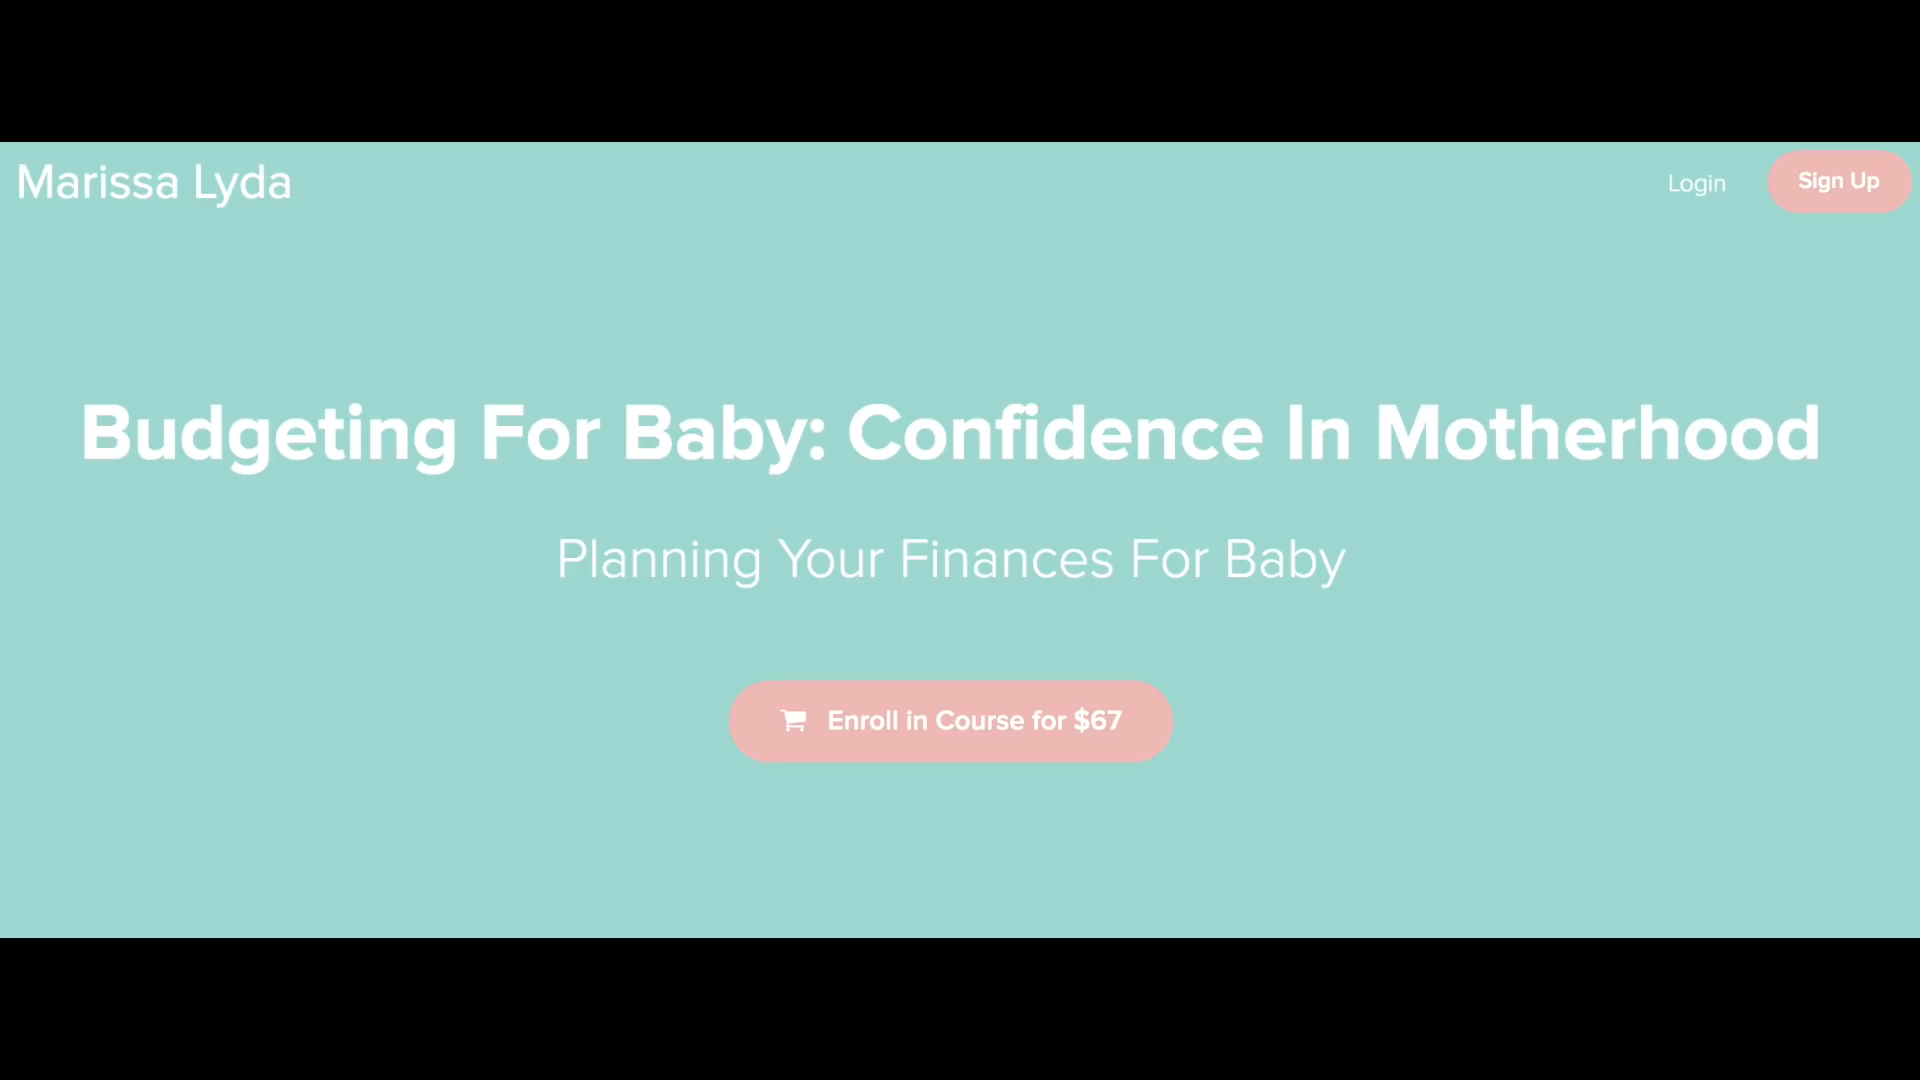 Marissa Lyda
Login
Sign Up
Budgeting For Baby: Confidence In Motherhood
Planning Your Finances For Baby
Enroll in Course for $67